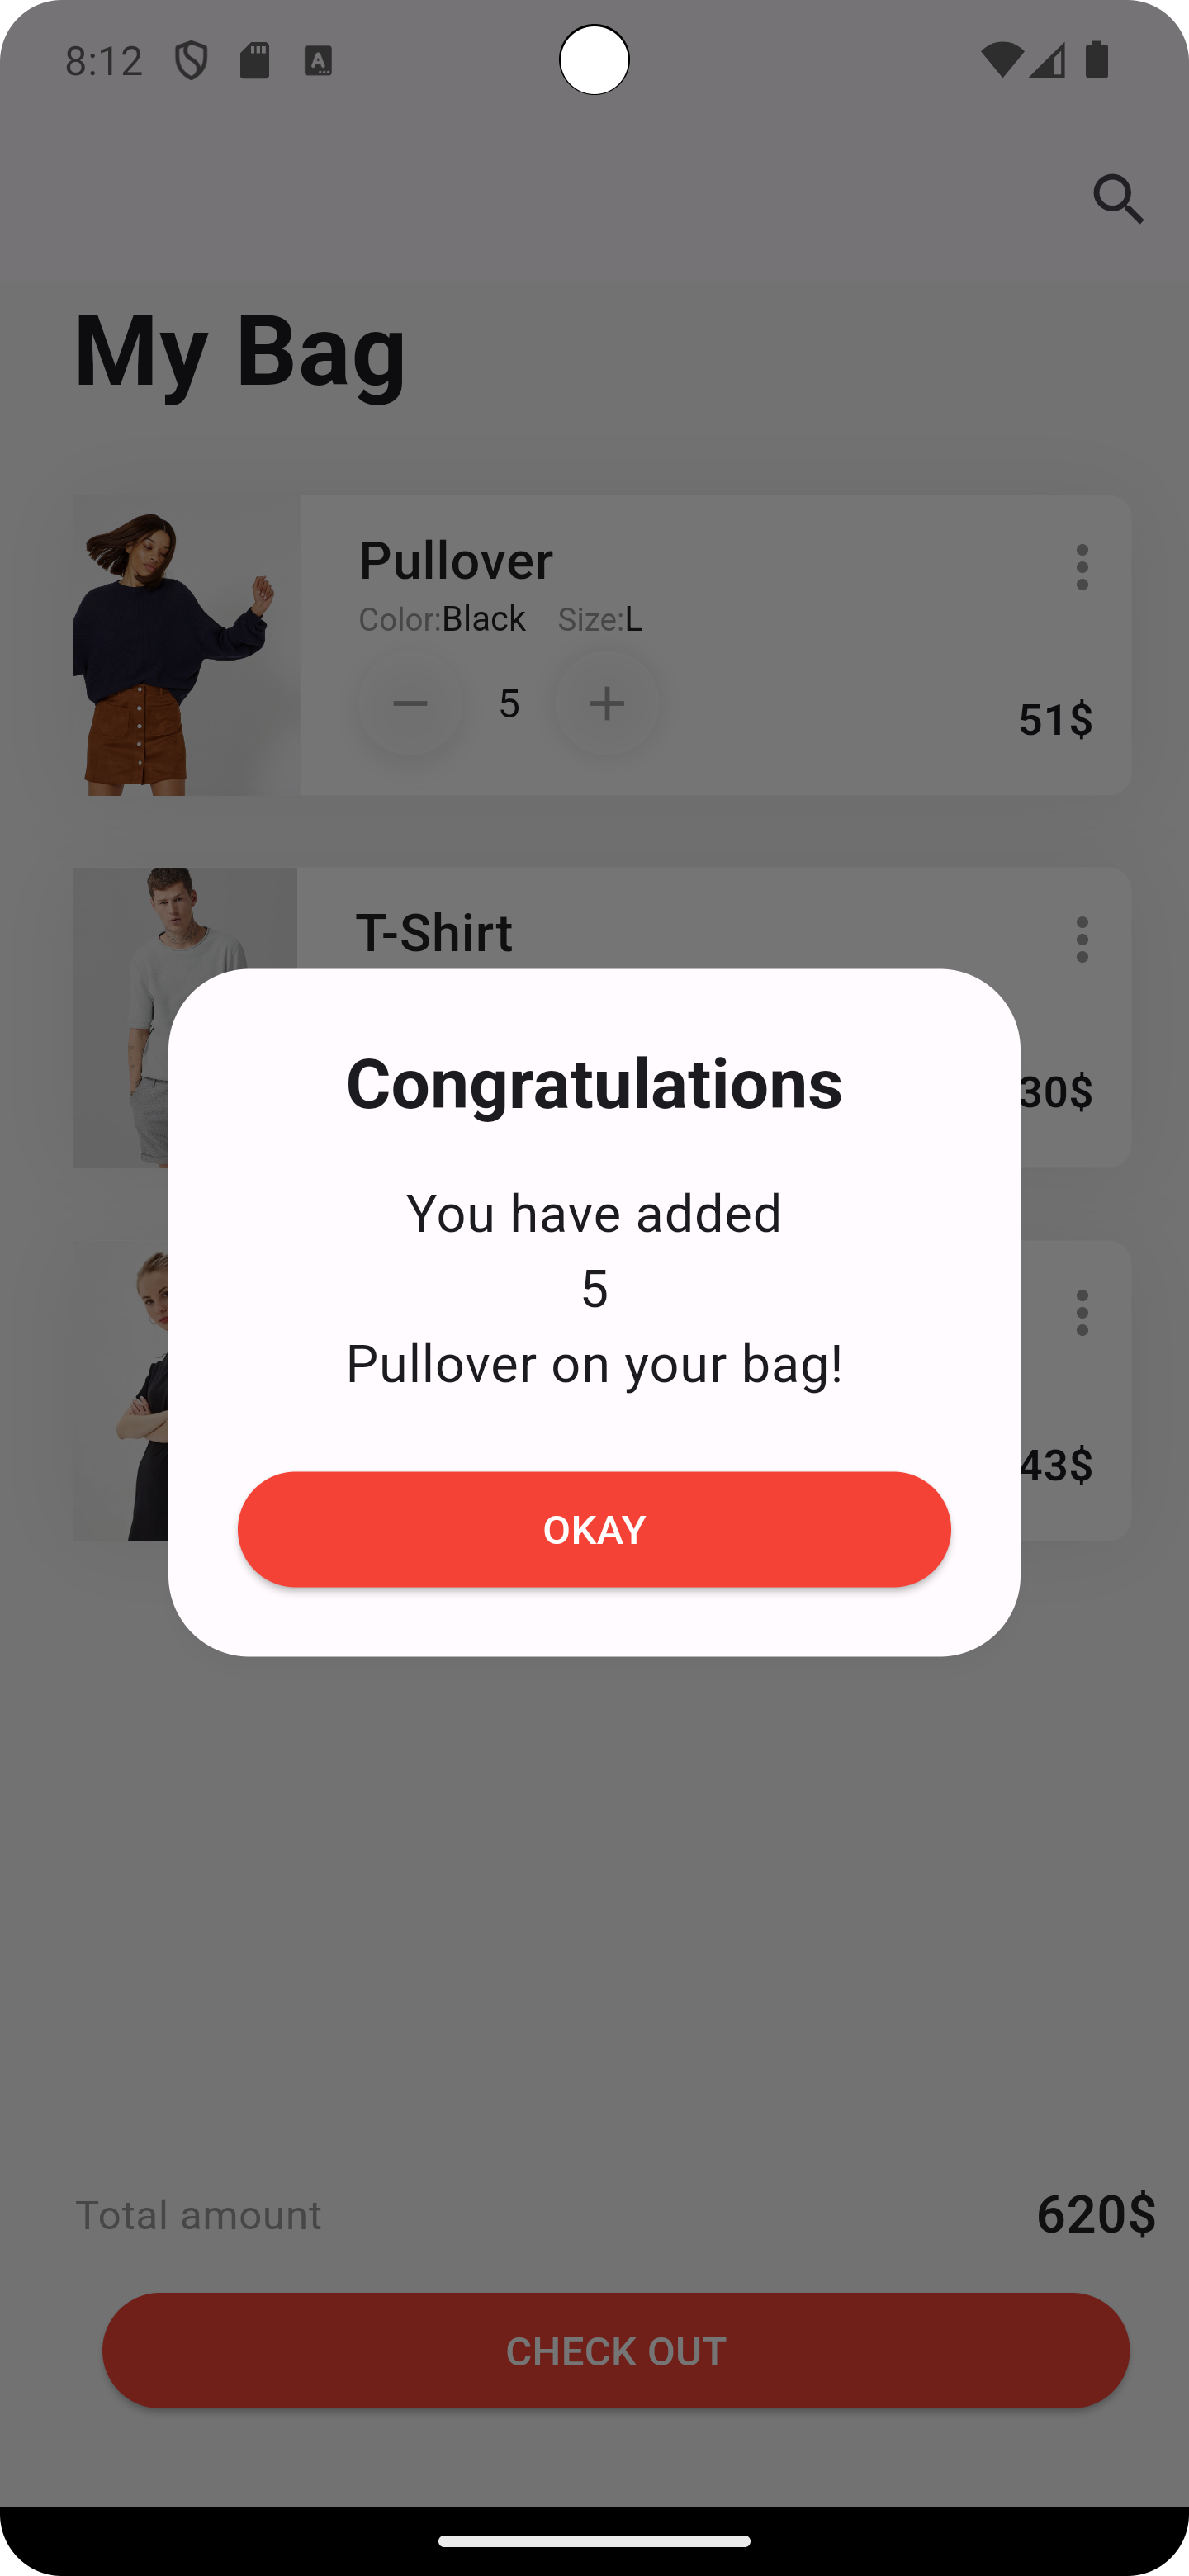 8:12
My Bag
Pullover
Color:Black Size:L
5
51$
T-Shirt
30$
Congratulations
You have added
5
Pullover on your bag!
43$
OKAY
Total amount
620$
CHECK OUT